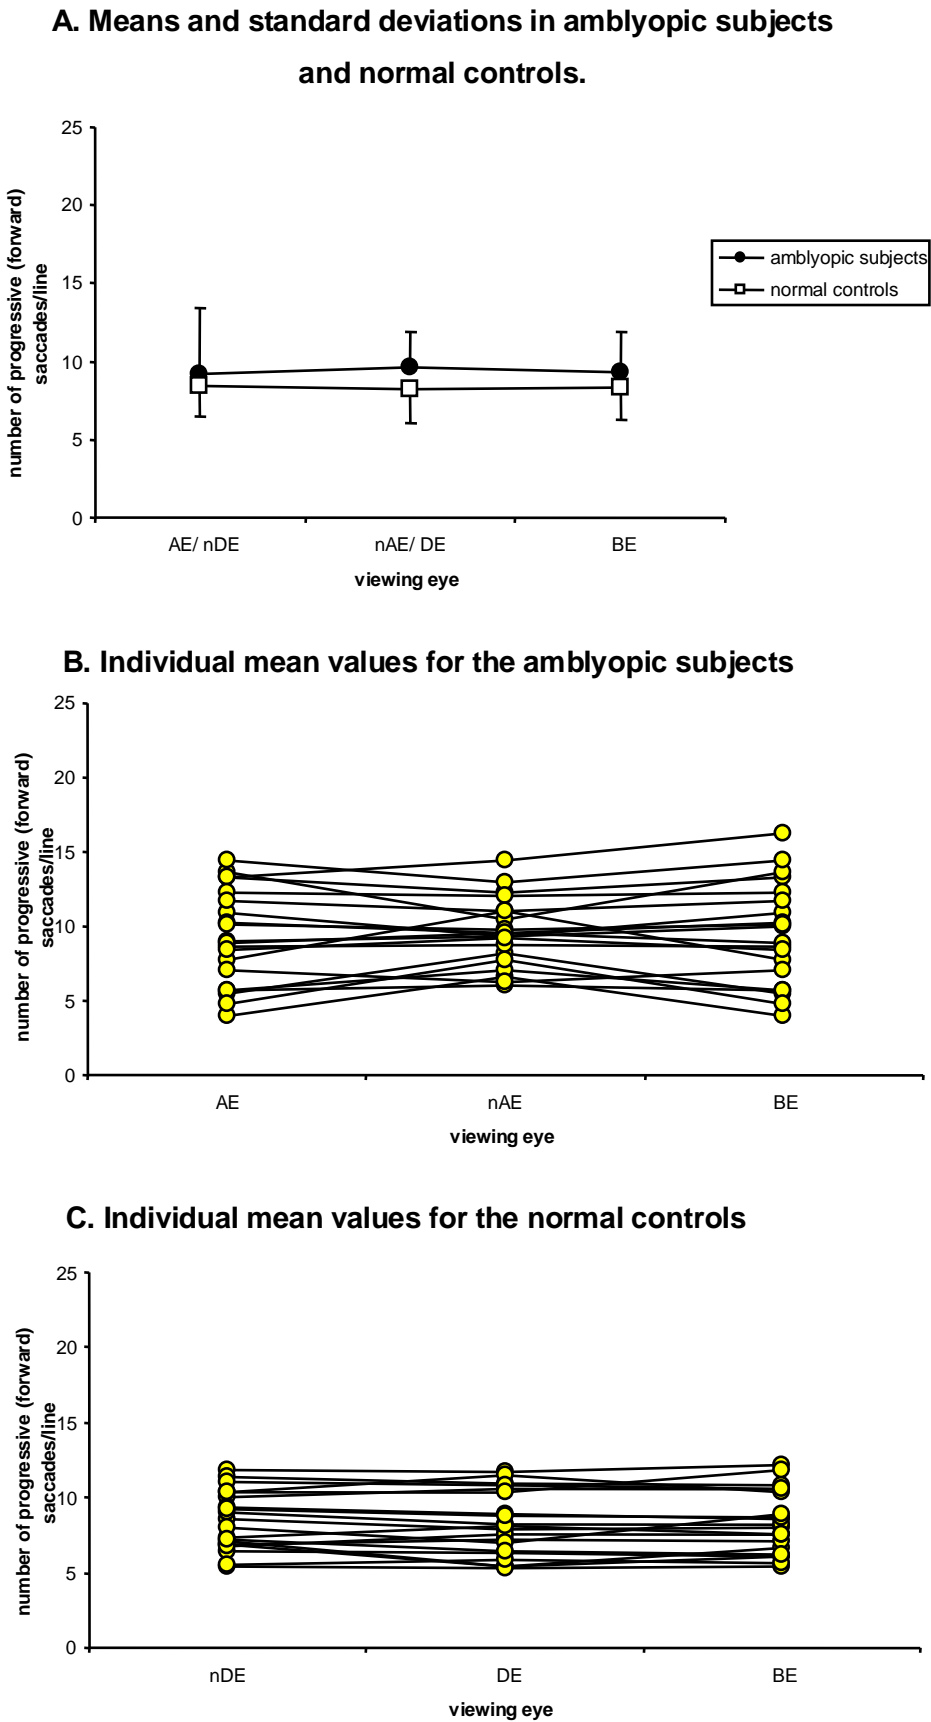 A. Means and standard deviations in amblyopic subjects
and normal controls.
25
20
15
10
5
0
number of progressive (forward)
saccades/line
amblyopic subjects
normal controls
AE/ nDE
nAE/ DE
BE
viewing eye
B. Individual mean values for the amblyopic subjects
25
20
15
10
5
0
number of progressive (forward)
saccades/line
AE
nAE
BE
viewing eye
C. Individual mean values for the normal controls
25
20
15
10
5
0
number of progressive (forward)
saccades/line
nDE
DE
BE
viewing eye